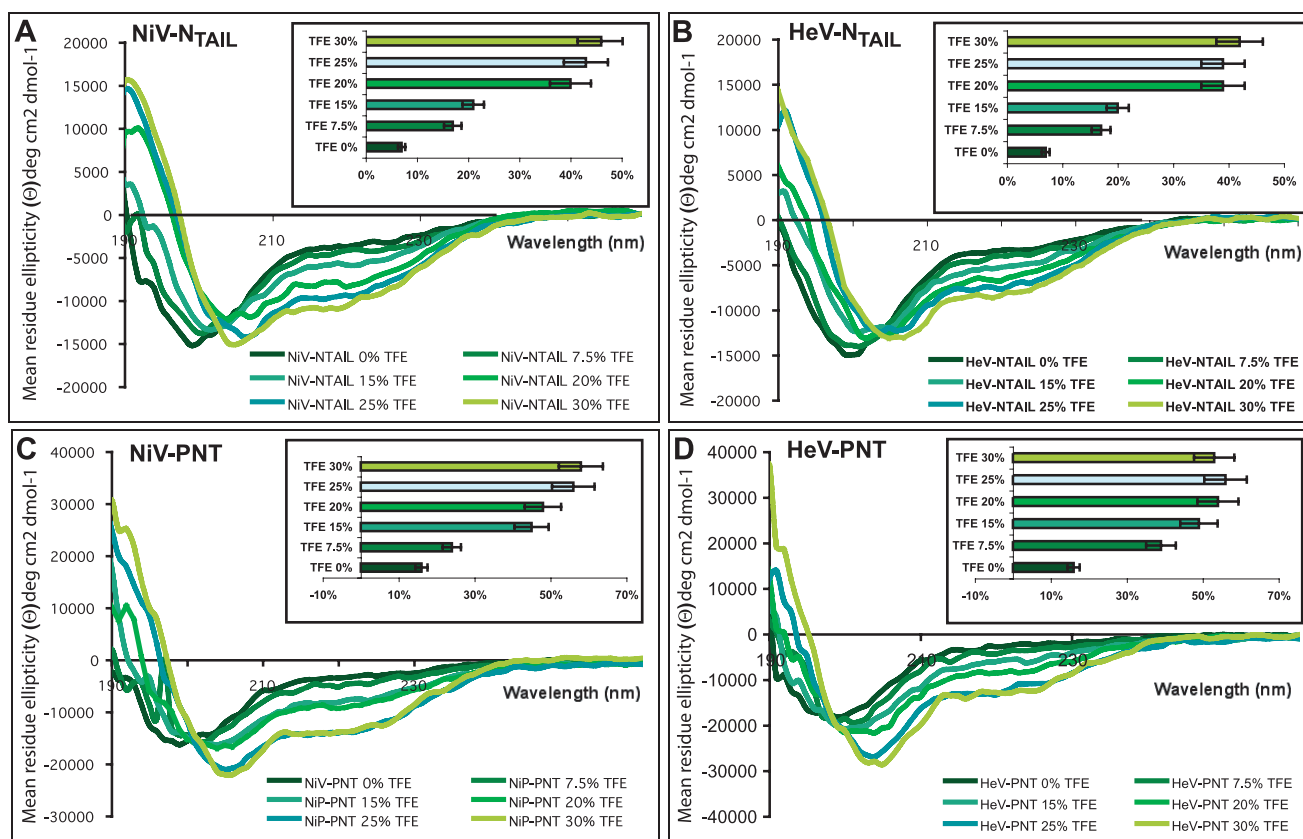 A
NiV-NTAIL
Mean residue ellipticity (Θ)deg cm2 dmol-1
20000
15000
10000
5000
0
-5000
-10000
-15000
-20000
190
210
230
Wavelength (nm)
TFE 30%
TFE 25%
TFE 20%
TFE 15%
TFE 7.5%
TFE 0%
0% 10% 20% 30% 40% 50%
NiV-NTAIL 0% TFE NiV-NTAIL 7.5% TFE
NiV-NTAIL 15% TFE NiV-NTAIL 20% TFE
NiV-NTAIL 25% TFE NiV-NTAIL 30% TFE
B
HeV-NTAIL
Mean residue ellipticity (Θ)deg cm2 dmol-1
20000
15000
10000
5000
0
-5000
-10000
-15000
-20000
190
210
230
Wavelength (nm)
TFE 30%
TFE 25%
TFE 20%
TFE 15%
TFE 7.5%
TFE 0%
0% 10% 20% 30% 40% 50%
HeV-NTAIL 0% TFE HeV-NTAIL 7.5% TFE
HeV-NTAIL 15% TFE HeV-NTAIL 20% TFE
HeV-NTAIL 25% TFE HeV-NTAIL 30% TFE
C
NiV-PNT
Mean residue ellipticity (Θ)deg cm2 dmol-1
40000
30000
20000
10000
0
-10000
-20000
-30000
190
210
230
Wavelength (nm)
TFE 30%
TFE 25%
TFE 20%
TFE 15%
TFE 7.5%
TFE 0%
-10% 10% 30% 50% 70%
NiV-PNT 0% TFE NiP-PNT 7.5% TFE
NiP-PNT 15% TFE NiP-PNT 20% TFE
NiP-PNT 25% TFE NiP-PNT 30% TFE
D
HeV-PNT
Mean residue ellipticity (Θ)deg cm2 dmol-1
40000
30000
20000
10000
0
-10000
-20000
-30000
-40000
190
240
230
Wavelength (nm)
TFE 30%
TFE 25%
TFE 20%
TFE 15%
TFE 7.5%
TFE 0%
-10% 10% 30% 50% 70%
HeV-PNT 0% TFE HeV-PNT 7.5% TFE
HeV-PNT 15% TFE HeV-PNT 20% TFE
HeV-PNT 25% TFE HeV-PNT 30% TFE